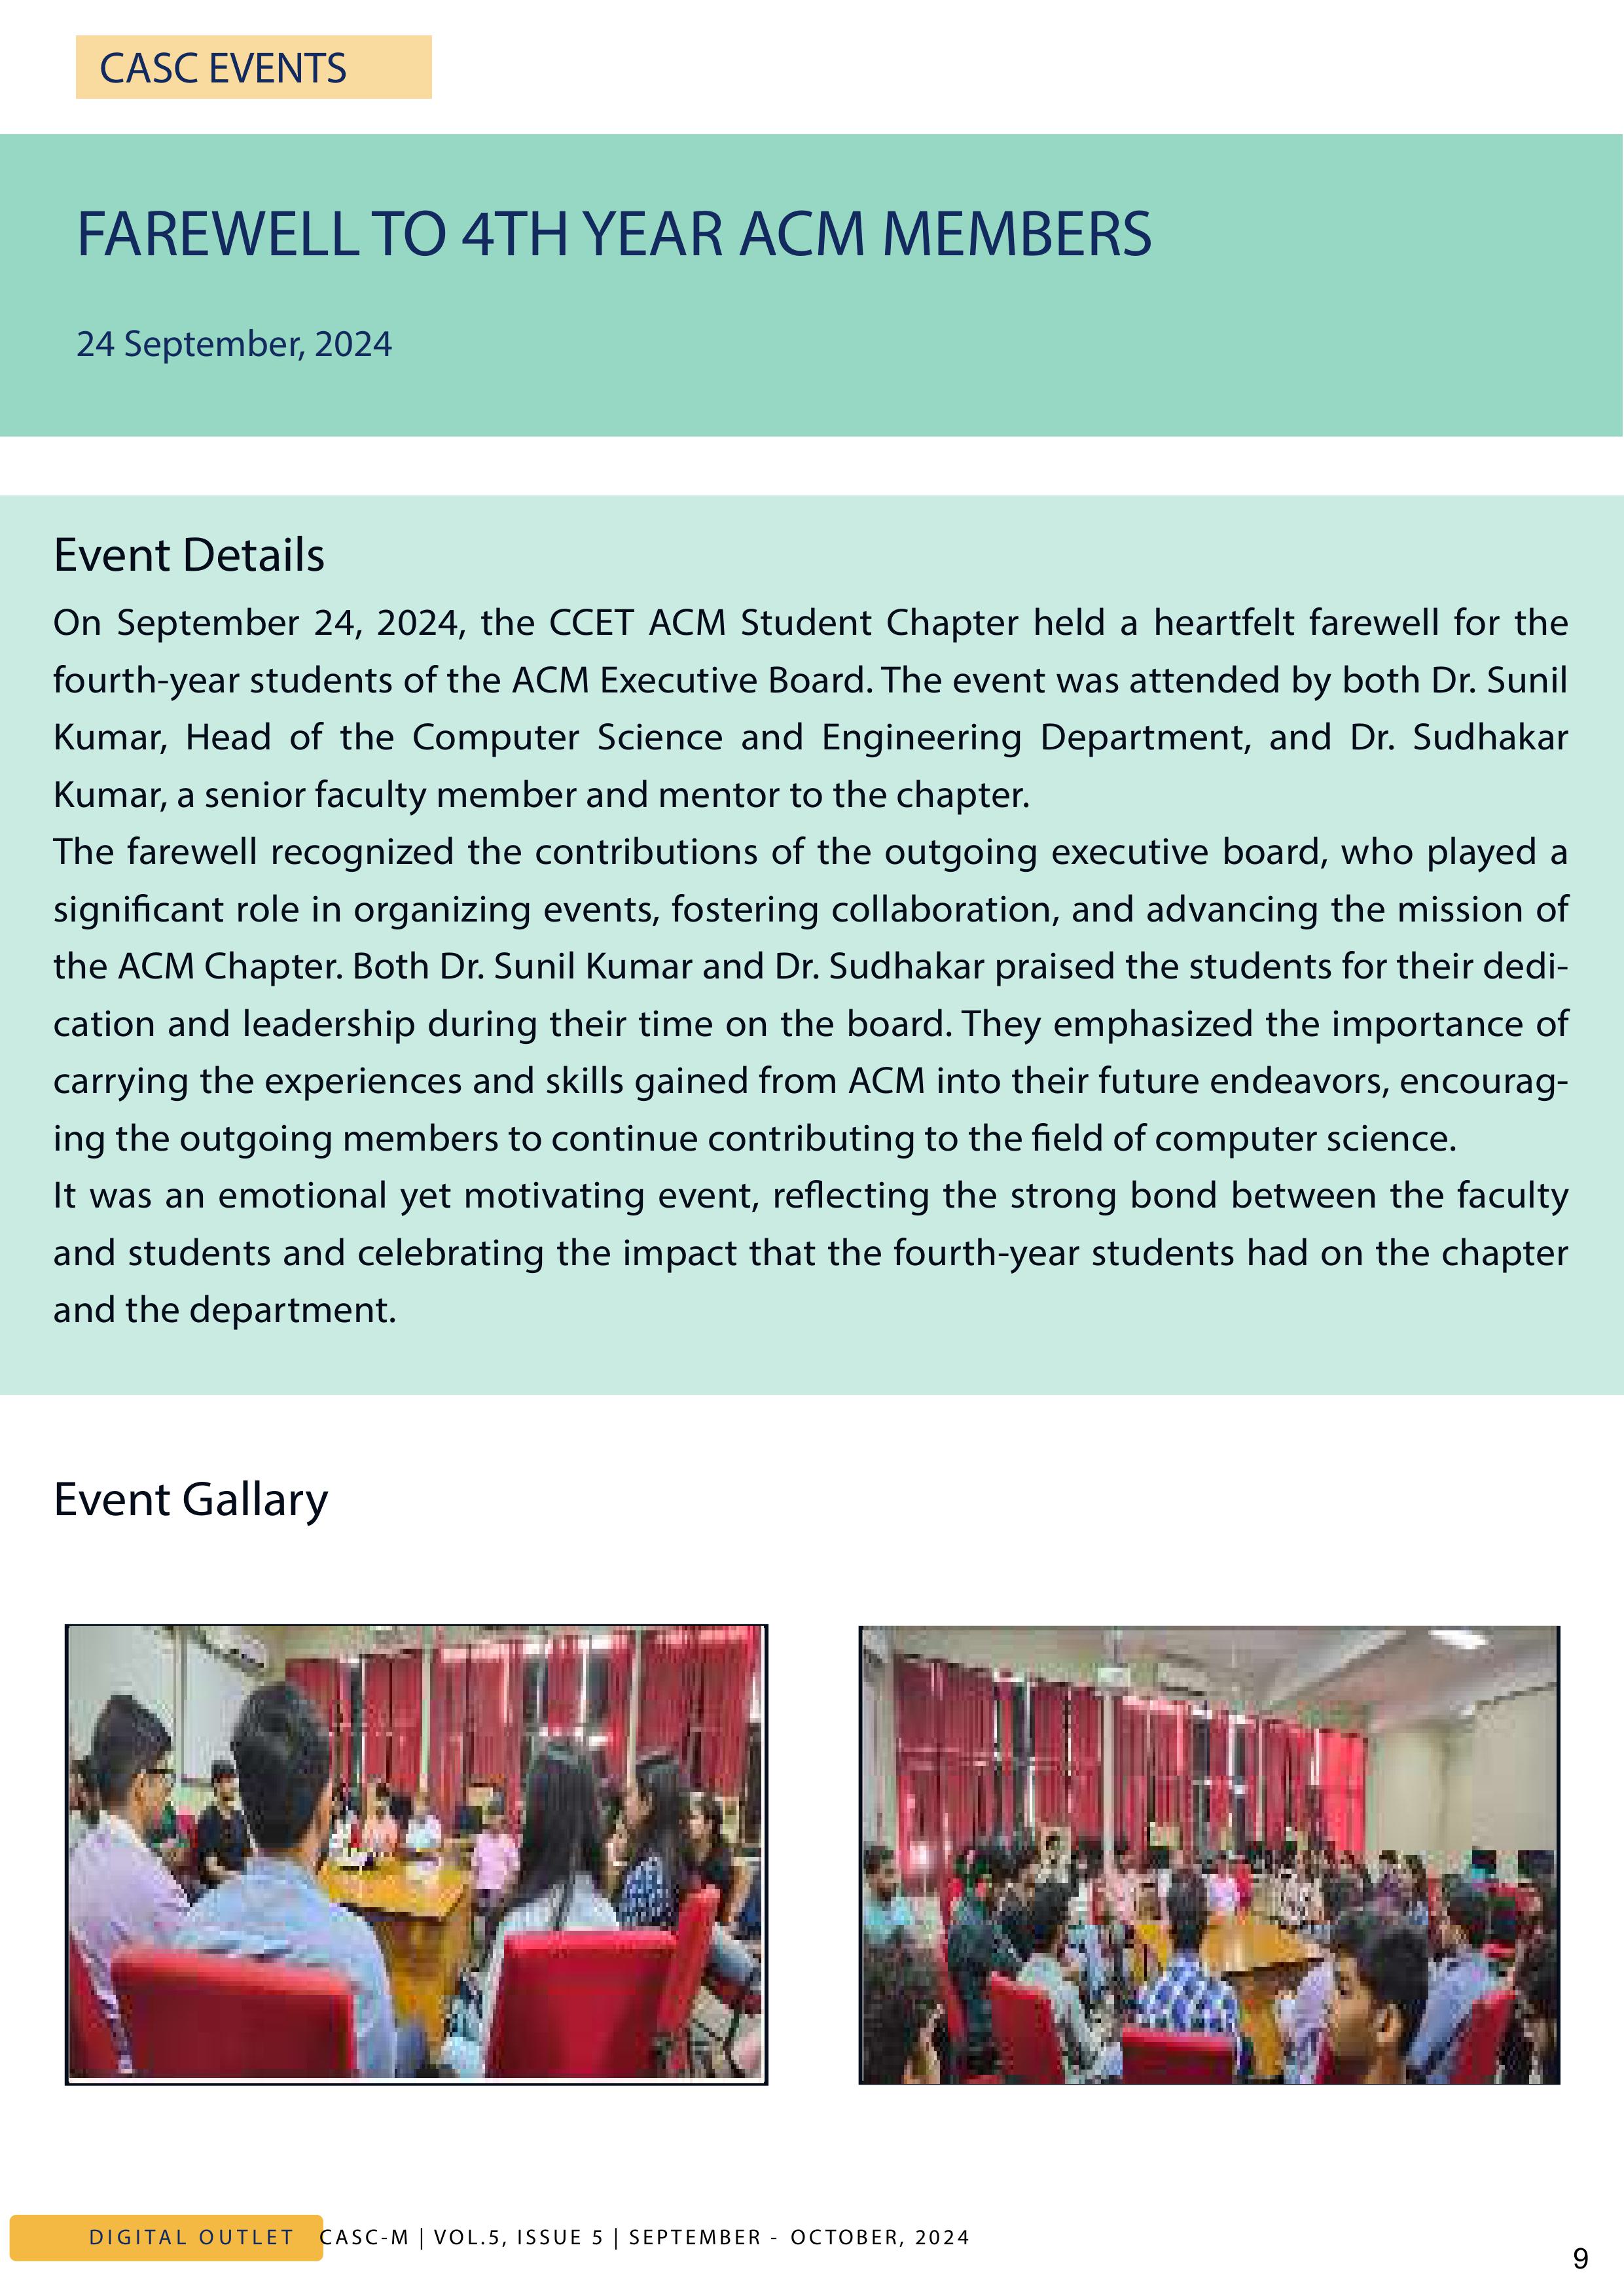 CASC EVENTS
FAREWELL TO 4TH YEAR ACM MEMBERS
24 September, 2024
Event Details
On September 24, 2024, the CCET ACM Student Chapter held a heartfelt farewell for the
fourth-year students of the ACM Executive Board. The event was attended by both Dr. Sunil
Kumar, Head of the Computer Science and Engineering Department, and Dr. Sudhakar
Kumar, a senior faculty member and mentor to the chapter.
The farewell recognized the contributions of the outgoing executive board, who played a
significant role in organizing events, fostering collaboration, and advancing the mission of
the ACM Chapter. Both Dr. Sunil Kumar and Dr. Sudhakar praised the students for their dedi-
cation and leadership during their time on the board. They emphasized the importance of
carrying the experiences and skills gained from ACM into their future endeavors, encourag-
ing the outgoing members to continue contributing to the field of computer science.
It was an emotional yet motivating event, reflecting the strong bond between the faculty
and students and celebrating the impact that the fourth-year students had on the chapter
and the department.
Event Gallary
DIGITAL OUTLET CASC-M | VOL.5, ISSUE 5 | SEPTEMBER - OCTOBER, 2024
9